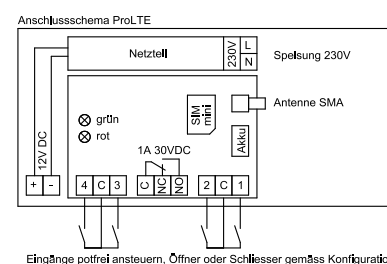 Anschlussschema ProLTE
Netzteil
230V
L
N
Speisung 230V
12V DC
grün
rot
SIM
mini
Antenne SMA
Akku
1A 30VDC
+ -
4 C 3
C NC NO
2 C 1
Eingänge potfrei ansteuern, Öffner oder Schliesser gemäss Konfiguratio